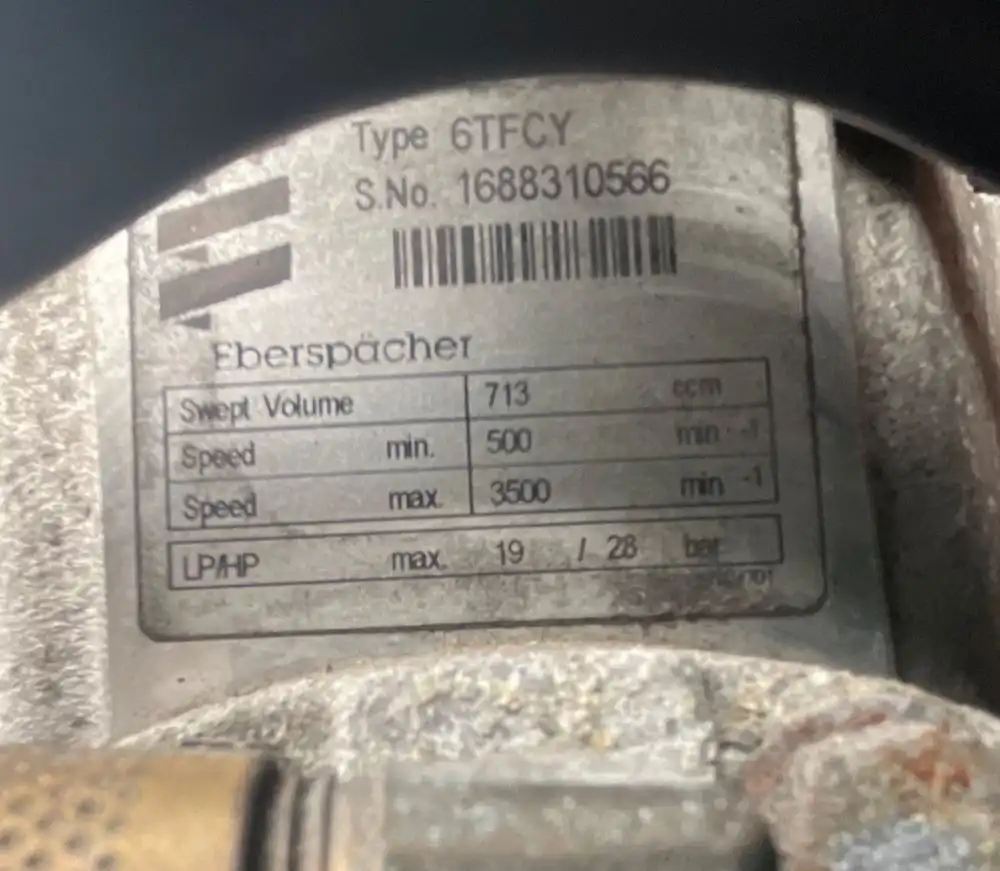 Type 6TFCY
S.No. 1688310566
Eberspächer
Swept Volume 713 ccm
Speed min. 500 min -1
Speed max. 3500 min -1
LP/HP max. 19 / 28 bar